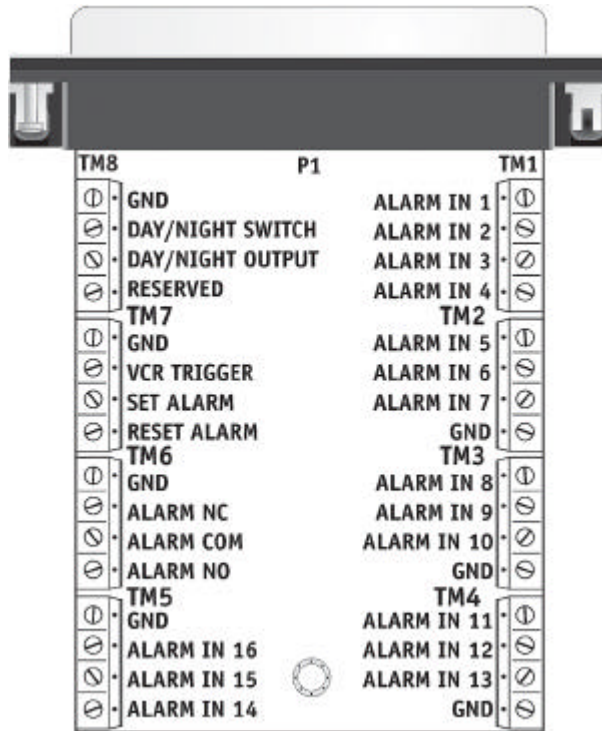 TM8 P1 TM1
GND ALARM IN 1
DAY/NIGHT SWITCH ALARM IN 2
DAY/NIGHT OUTPUT ALARM IN 3
RESERVED ALARM IN 4
TM7 TM2
GND ALARM IN 5
VCR TRIGGER ALARM IN 6
SET ALARM ALARM IN 7
RESET ALARM GND
TM6 TM3
GND ALARM IN 8
ALARM NC ALARM IN 9
ALARM COM ALARM IN 10
ALARM NO GND
TM5 TM4
GND ALARM IN 11
ALARM IN 16 ALARM IN 12
ALARM IN 15 ALARM IN 13
ALARM IN 14 GND